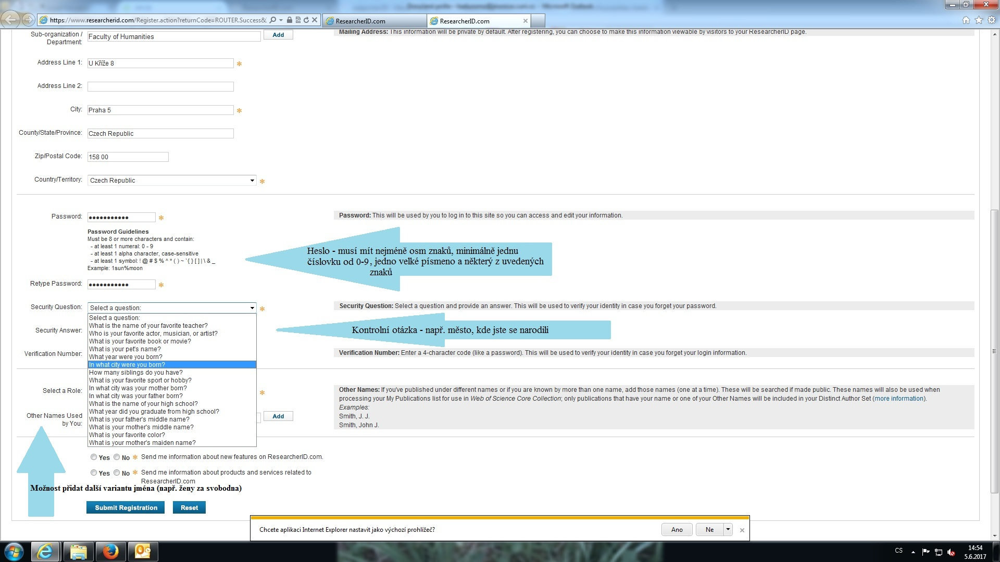 https://www.researcherid.com/Register.action?returnCode=ROUTER.Success&
ResearcherID.com
ResearcherID.com
Sub-organization / Department:
Faculty of Humanities
Add
Mailing Address: This information will be private by default. After registering, you can choose to make this information viewable by visitors to your ResearcherID page.
Address Line 1:
U Kříže 8
*
Address Line 2:
City:
Praha 5
*
County/State/Province:
Czech Republic
Zip/Postal Code:
158 00
Country/Territory:
Czech Republic
*
Password:
•••••••••••
*
Password: This will be used by you to log in to this site so you can access and edit your information.
Password Guidelines
Must be 8 or more characters and contain:
- at least 1 numeral: 0 - 9
- at least 1 alpha character, case-sensitive
- at least 1 symbol: ! @ # $ % ^ * ( ) ~ `{ } [ ] | \ & _
Example: 1sun%moon
Heslo - musí mít nejméně osm znaků, minimálně jednu
číslovku od 0-9, jedno velké písmeno a některý z uvedených
znaků
Retype Password:
•••••••••••
*
Security Question:
Select a question:
*
Security Question: Select a question and provide an answer. This will be used to verify your identity in case you forget your password.
Select a question:
What is the name of your favorite teacher?
Who is your favorite actor, musician, or artist?
What is your favorite book or movie?
What is your pet's name?
What year were you born?
In what city were you born?
How many siblings do you have?
What is your favorite sport or hobby?
In what city was your mother born?
In what city was your father born?
What is the name of your high school?
What year did you graduate from high school?
What is your father's middle name?
What is your mother's middle name?
What is your favorite color?
What is your mother's maiden name?
Security Answer:
Kontrolní otázka - např. město, kde jste se narodili
Verification Number:
Verification Number: Enter a 4-character code (like a password). This will be used to verify your identity in case you forget your login information.
Select a Role:
*
Other Names: If you've published under different names or if you are known by more than one name, add those names (one at a time). These will be searched if made public. These names will also be used when
processing your My Publications list for use in Web of Science Core Collection; only publications that have your name or one of your Other Names will be included in your Distinct Author Set (more information).
Examples:
Smith, J. J.
Smith, John J.
Other Names Used
by You:
Add
Yes No * Send me information about new features on ResearcherID.com.
Yes No * Send me information about products and services related to
ResearcherID.com
Možnost přidat další variantu jména (např. ženy za svobodna)
Submit Registration
Reset
Chcete aplikaci Internet Explorer nastavit jako výchozí prohlížeč?
Ano
Ne
CS
14:54
5.6.2017